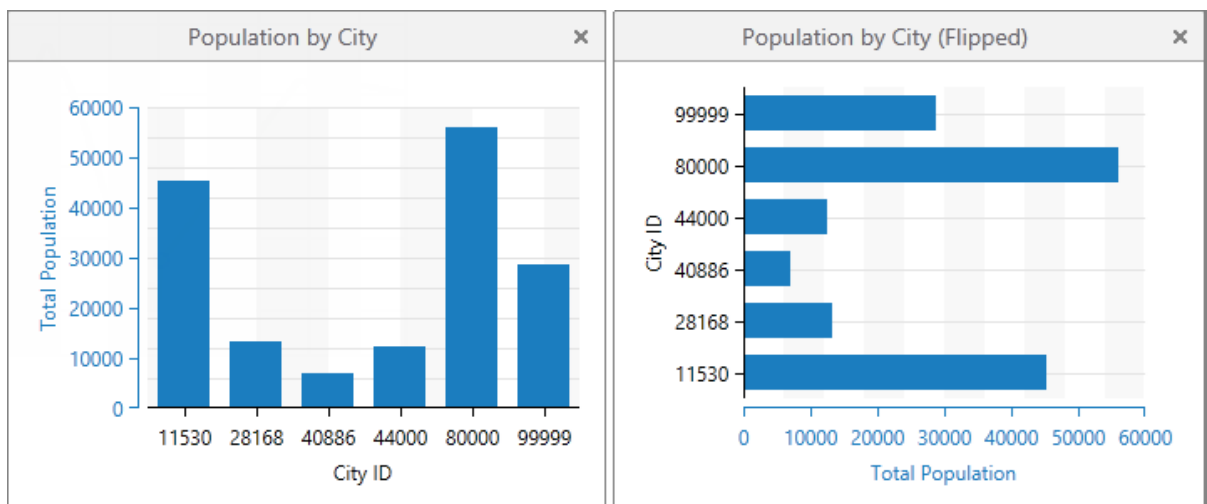 Population by City ×
60000
50000
40000
30000
20000
10000
0
Total Population
11530 28168 40886 44000 80000 99999
City ID
Population by City (Flipped) ×
99999
80000
44000
40886
28168
11530
City ID
0 10000 20000 30000 40000 50000 60000
Total Population